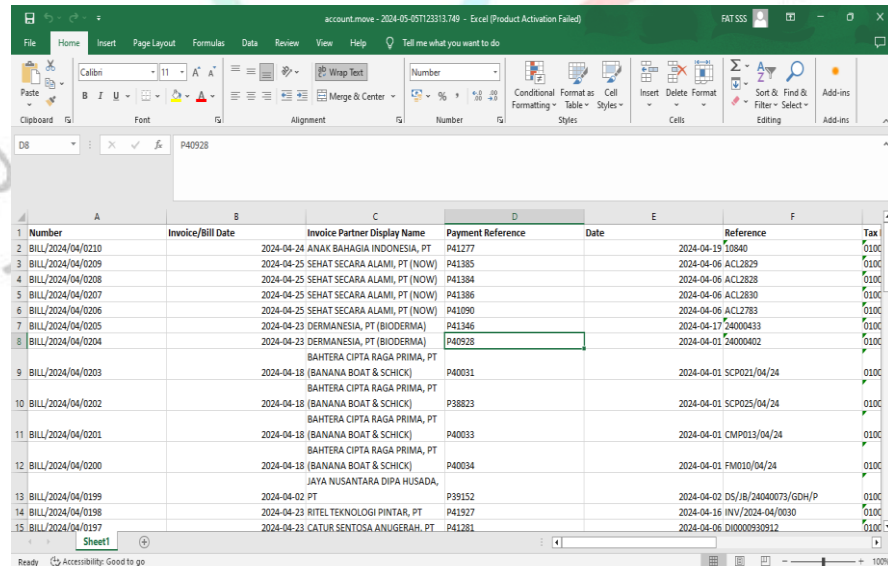 account.move - 2024-05-05T123313.749 - Excel (Product Activation Failed)
FAT SSS
File Home Insert Page Layout Formulas Data Review View Help Tell me what you want to do
Paste
Calibri 11
B I U
Wrap Text
Merge & Center
Number
Conditional Formatting
Format as Table
Cell Styles
Insert Delete Format
Sort & Filter
Find & Select
Add-ins
Clipboard Font Alignment Number Styles Cells Editing Add-ins
D8 fx P40928
A B C D E F
1 Number Invoice/Bill Date Invoice Partner Display Name Payment Reference Date Reference Tax
2 BILL/2024/04/0210 2024-04-24 ANAK BAHAGIA INDONESIA, PT P41277 2024-04-19 10840 0100
3 BILL/2024/04/0209 2024-04-25 SEHAT SECARA ALAMI, PT (NOW) P41385 2024-04-06 ACL2829 0100
4 BILL/2024/04/0208 2024-04-25 SEHAT SECARA ALAMI, PT (NOW) P41384 2024-04-06 ACL2828 0100
5 BILL/2024/04/0207 2024-04-25 SEHAT SECARA ALAMI, PT (NOW) P41386 2024-04-06 ACL2830 0100
6 BILL/2024/04/0206 2024-04-25 SEHAT SECARA ALAMI, PT (NOW) P41090 2024-04-06 ACL2783 0100
7 BILL/2024/04/0205 2024-04-23 DERMANESIA, PT (BIODERMA) P41346 2024-04-17 24000433 0100
8 BILL/2024/04/0204 2024-04-23 DERMANESIA, PT (BIODERMA) P40928 2024-04-01 24000402 0100
BAHTERA CIPTA RAGA PRIMA, PT
9 BILL/2024/04/0203 2024-04-18 (BANANA BOAT & SCHICK) P40031 2024-04-01 SCP021/04/24 0100
BAHTERA CIPTA RAGA PRIMA, PT
10 BILL/2024/04/0202 2024-04-18 (BANANA BOAT & SCHICK) P38823 2024-04-01 SCP025/04/24 0100
BAHTERA CIPTA RAGA PRIMA, PT
11 BILL/2024/04/0201 2024-04-18 (BANANA BOAT & SCHICK) P40033 2024-04-01 CMP013/04/24 0100
BAHTERA CIPTA RAGA PRIMA, PT
12 BILL/2024/04/0200 2024-04-18 (BANANA BOAT & SCHICK) P40034 2024-04-01 FM010/04/24 0100
JAYA NUSANTARA DIPA HUSADA,
13 BILL/2024/04/0199 2024-04-02 PT P39152 2024-04-02 DS/JB/24040073/GDH/P 0100
14 BILL/2024/04/0198 2024-04-23 RITEL TEKNOLOGI PINTAR, PT P41927 2024-04-16 INV/2024-04/0030 0100
15 BILL/2024/04/0197 2024-04-23 CATUR SENTOSA ANUGERAH, PT P41281 2024-04-06 DI0000930912 0100
Sheet1
Ready Accessibility: Good to go 100%